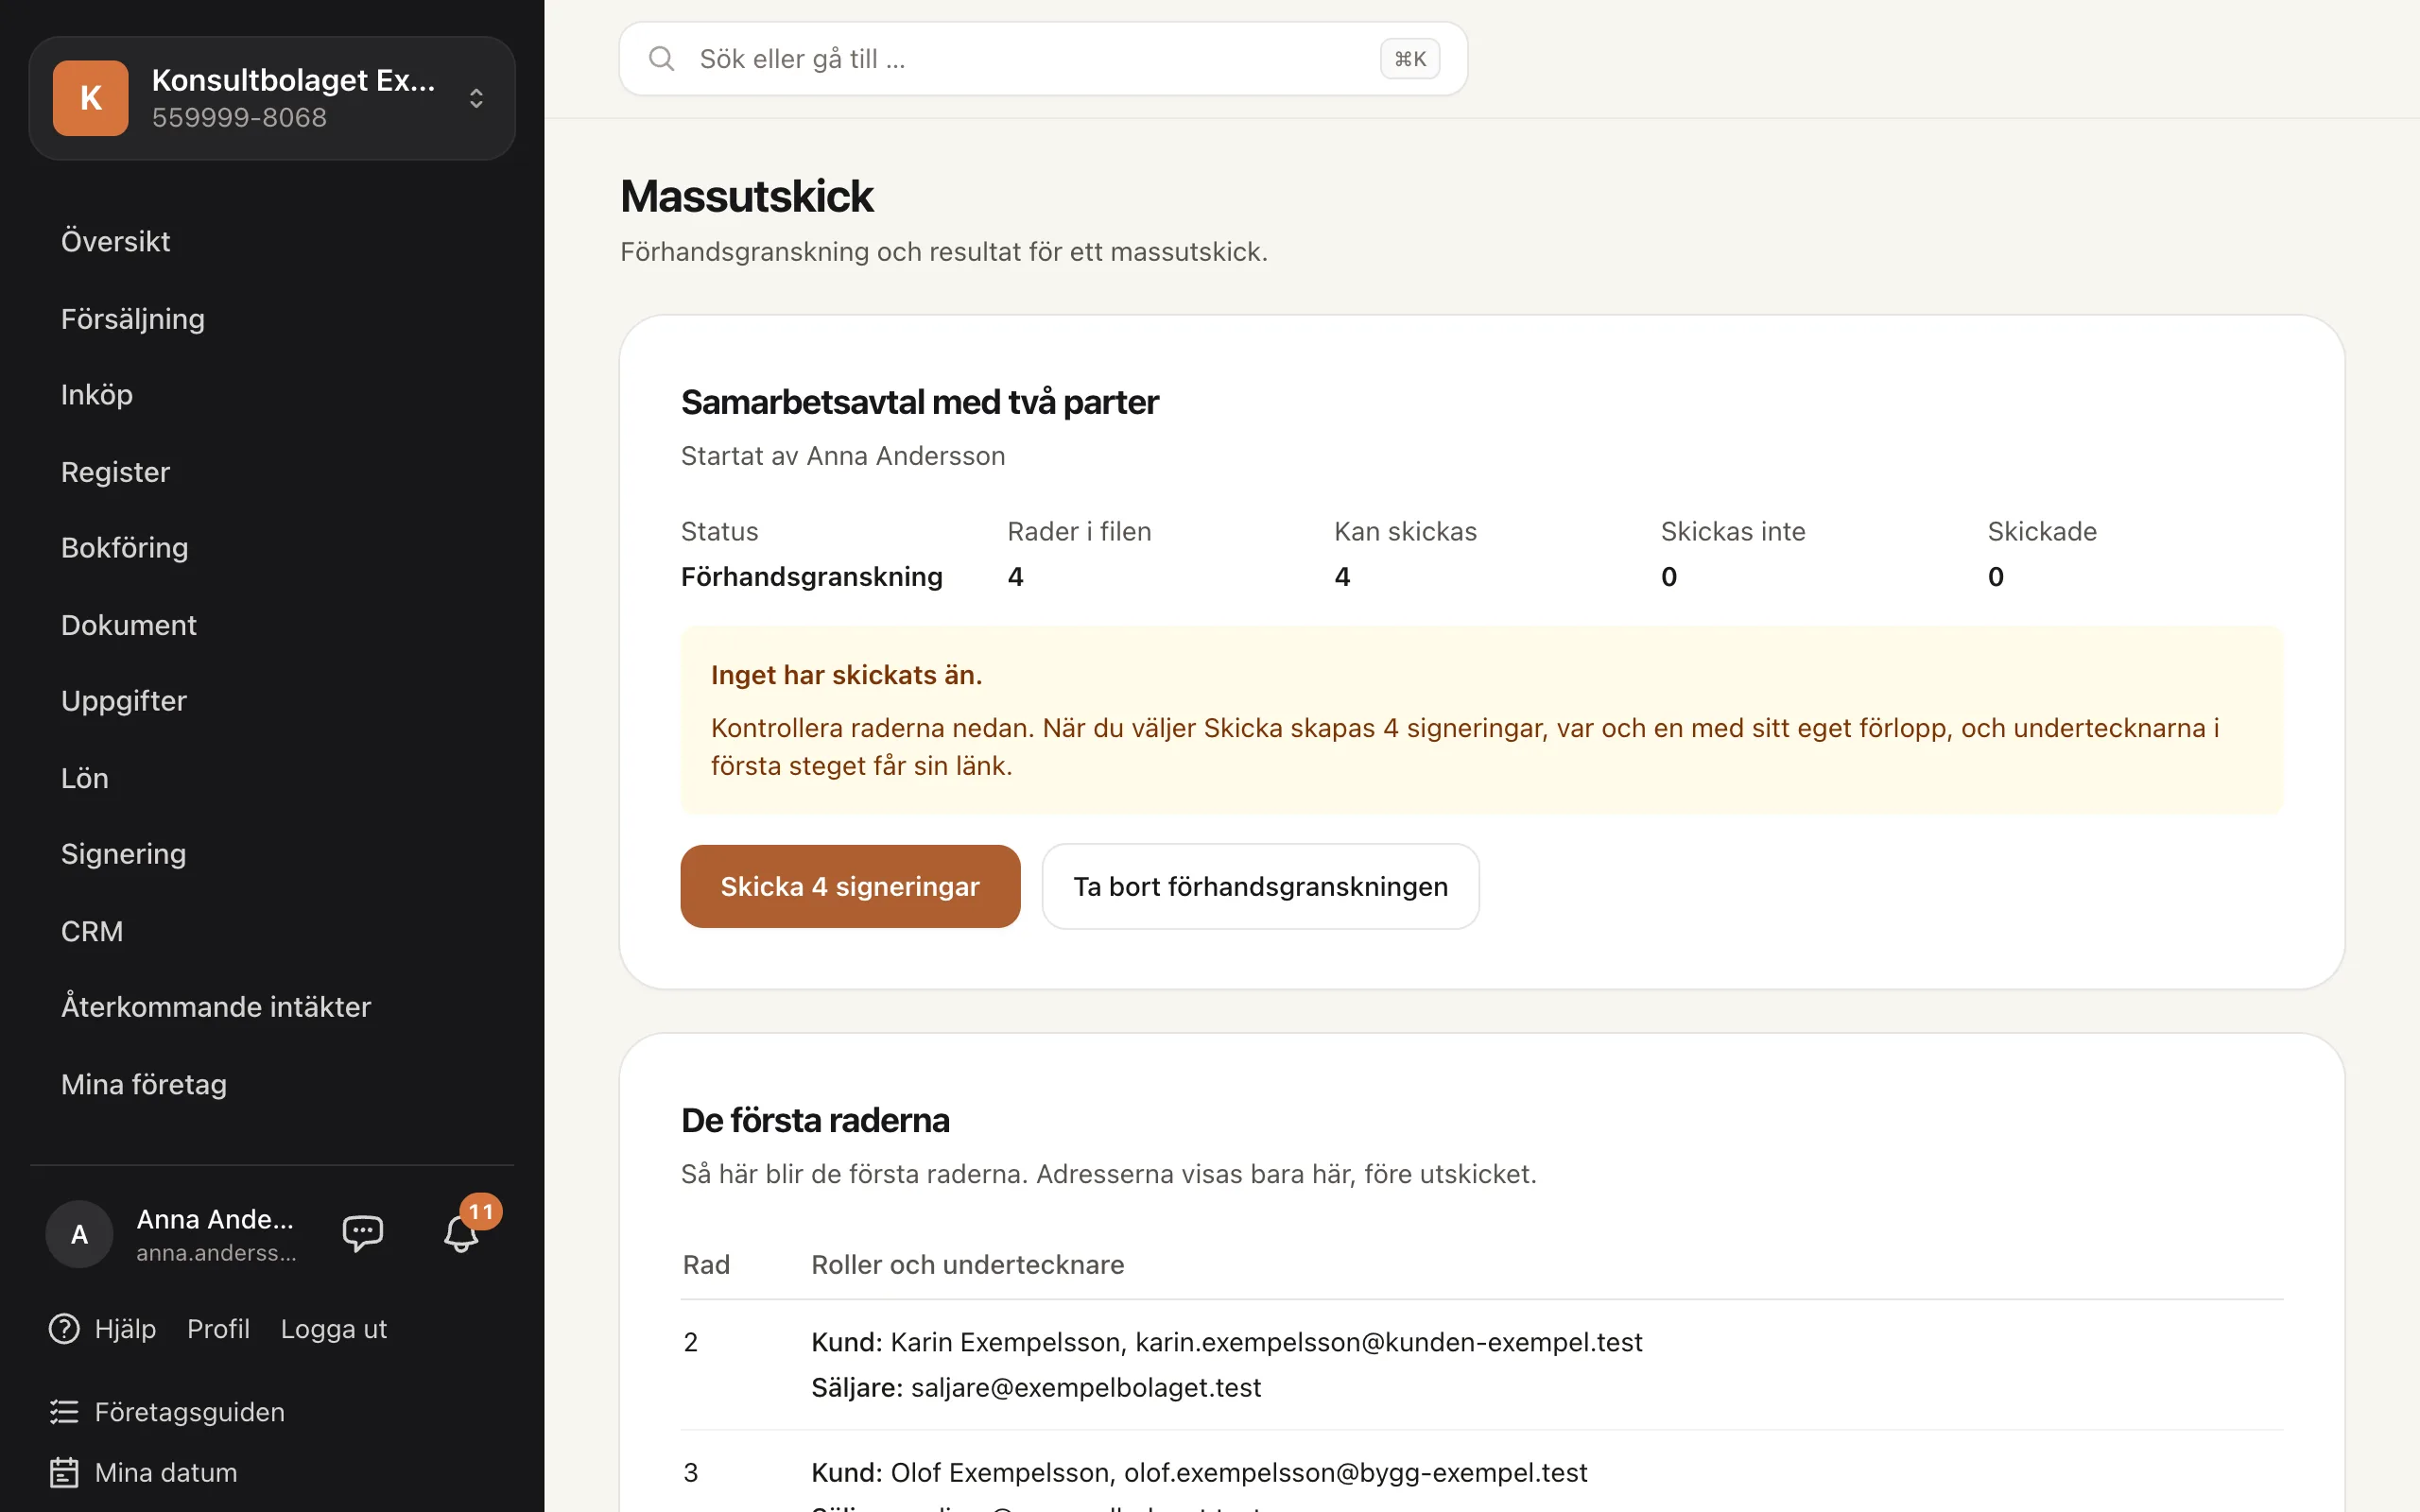 K
Konsultbolaget Ex...
559999-8068
Översikt
Försäljning
Inköp
Register
Bokföring
Dokument
Uppgifter
Lön
Signering
CRM
Återkommande intäkter
Mina företag
A
Anna Ande...
anna.anderss...
11
Hjälp
Profil
Logga ut
Företagsguiden
Mina datum
Sök eller gå till ...
⌘K
Massutskick
Förhandsgranskning och resultat för ett massutskick.
Samarbetsavtal med två parter
Startat av Anna Andersson
Status
Förhandsgranskning
Rader i filen
4
Kan skickas
4
Skickas inte
0
Skickade
0
Inget har skickats än.
Kontrollera raderna nedan. När du väljer Skicka skapas 4 signeringar, var och en med sitt eget förlopp, och undertecknarna i
första steget får sin länk.
Skicka 4 signeringar
Ta bort förhandsgranskningen
De första raderna
Så här blir de första raderna. Adresserna visas bara här, före utskicket.
Rad
Roller och undertecknare
2
Kund: Karin Exempelsson, karin.exempelsson@kunden-exempel.test
Säljare: saljare@exempelbolaget.test
3
Kund: Olof Exempelsson, olof.exempelsson@bygg-exempel.test